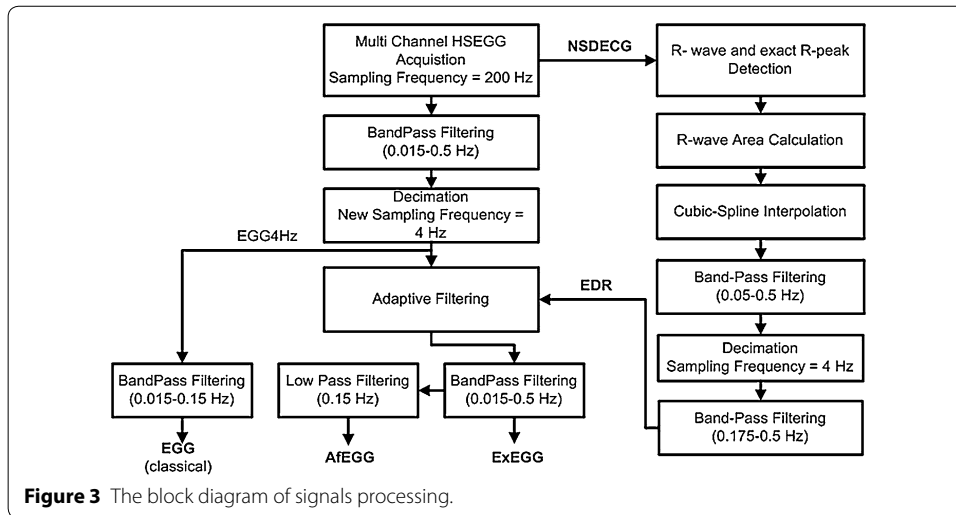 Multi Channel HSEGG
Acquistion
Sampling Frequency = 200 Hz
NSDECG
R- wave and exact R-peak
Detection
BandPass Filtering
(0.015-0.5 Hz)
R-wave Area Calculation
Decimation
New Sampling Frequency =
4 Hz
Cubic-Spline Interpolation
EGG4Hz
Adaptive Filtering
EDR
Band-Pass Filtering
(0.05-0.5 Hz)
Decimation
Sampling Frequency = 4 Hz
BandPass Filtering
(0.015-0.15 Hz)
Low Pass Filtering
(0.15 Hz)
BandPass Filtering
(0.015-0.5 Hz)
Band-Pass Filtering
(0.175-0.5 Hz)
EGG
(classical)
AfEGG
ExEGG
Figure 3 The block diagram of signals processing.